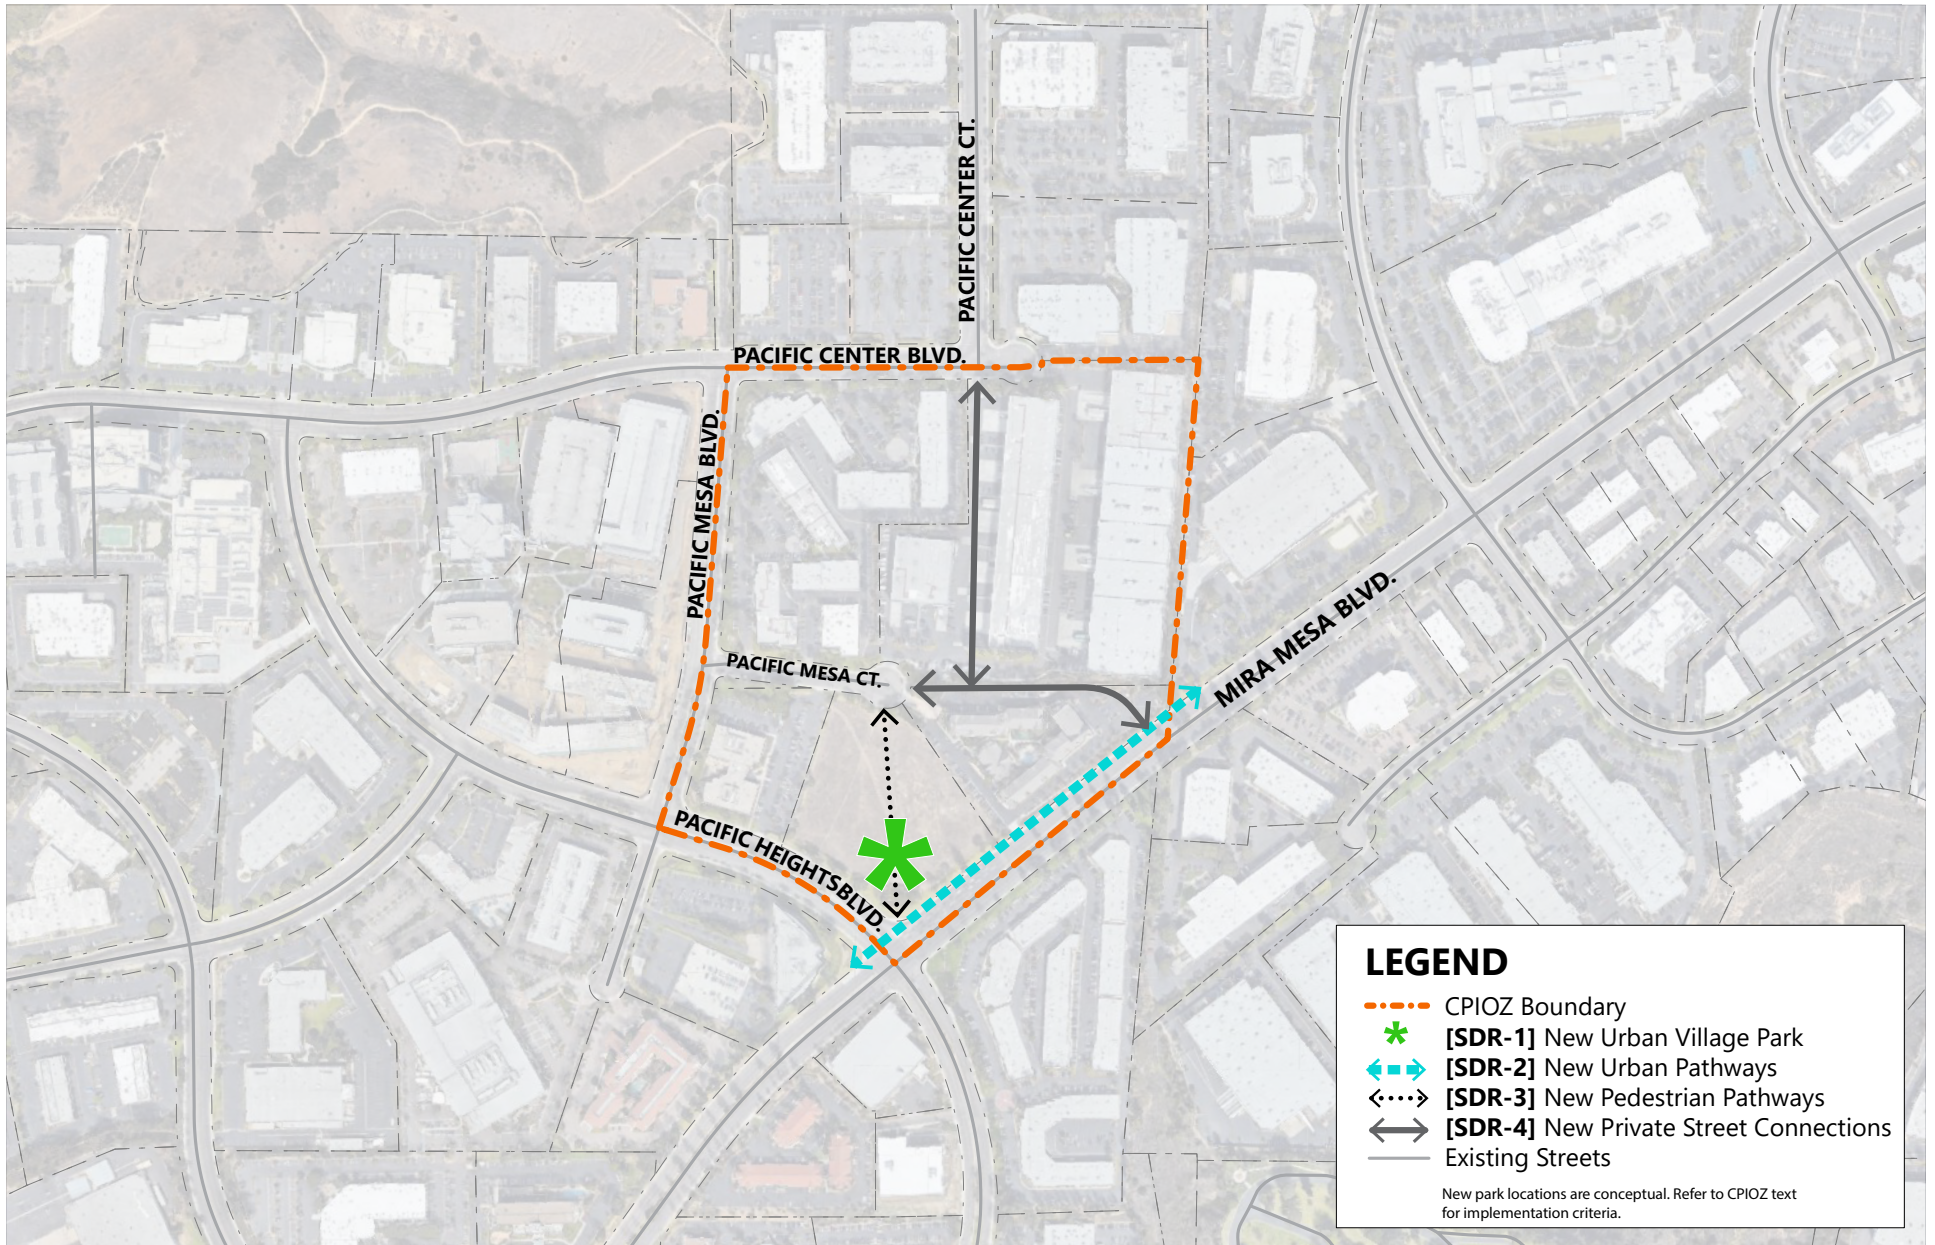 PACIFIC CENTER CT.
PACIFIC CENTER BLVD.
PACIFIC MESA BLVD.
MIRA MESA BLVD.
PACIFIC MESA CT.
PACIFIC HEIGHTSBLVD.
LEGEND
CPIOZ Boundary
[SDR-1] New Urban Village Park
[SDR-2] New Urban Pathways
[SDR-3] New Pedestrian Pathways
[SDR-4] New Private Street Connections
Existing Streets
New park locations are conceptual. Refer to CPIOZ text
for implementation criteria.